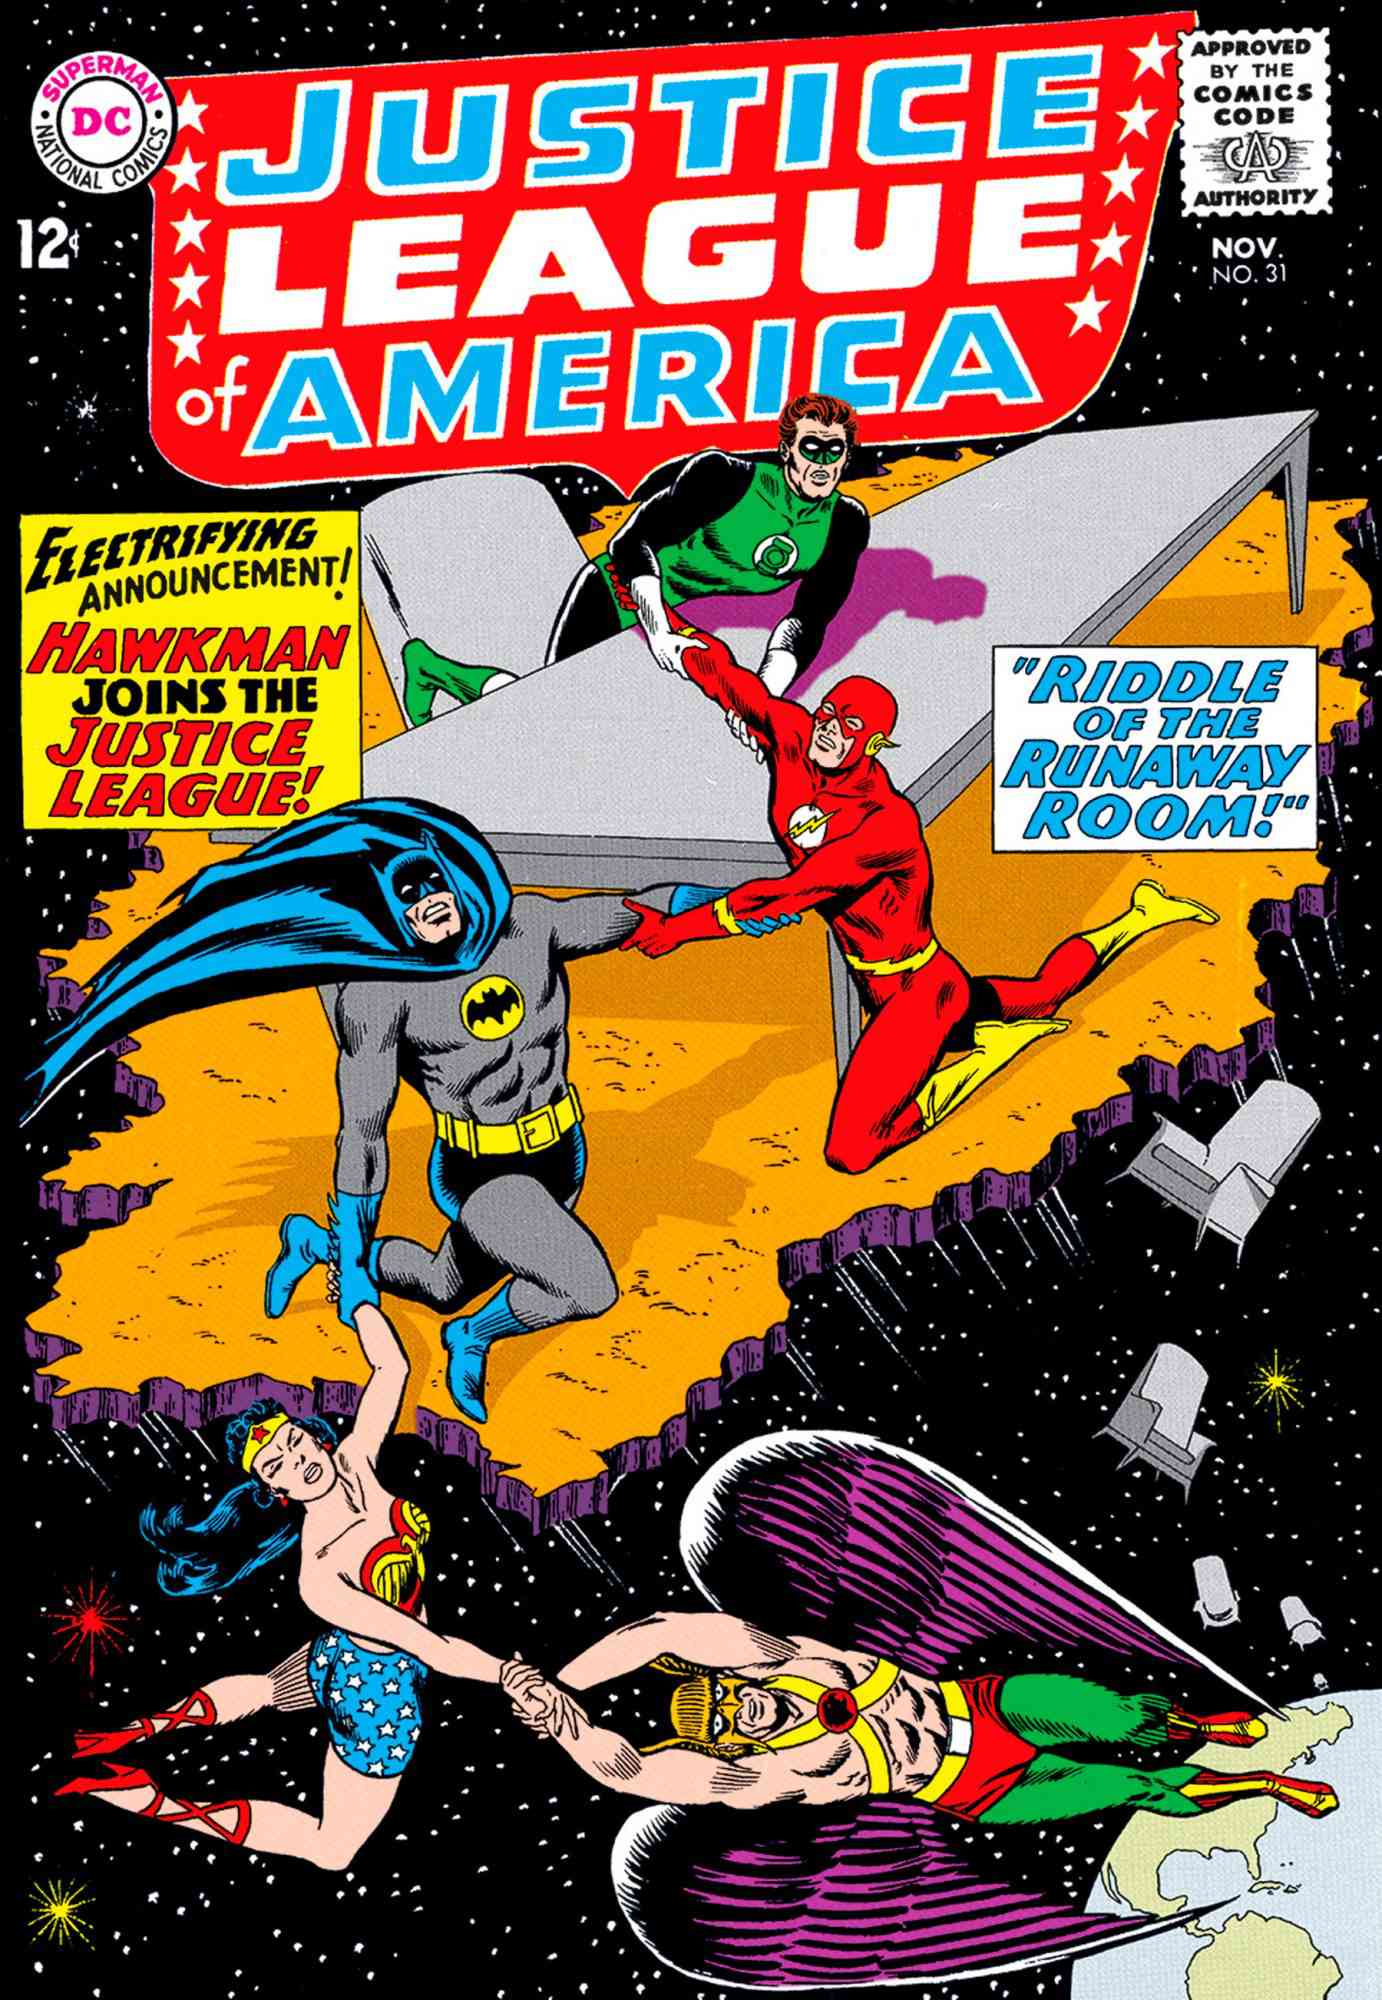 SUPERMAN
DC
NATIONAL COMICS
12¢
JUSTICE
LEAGUE
of AMERICA
APPROVED
BY THE
COMICS
CODE
CA
AUTHORITY
NOV.
NO. 31
ELECTRIFYING
ANNOUNCEMENT!
HAWKMAN
JOINS THE
JUSTICE
LEAGUE!
"RIDDLE
OF THE
RUNAWAY
ROOM!"